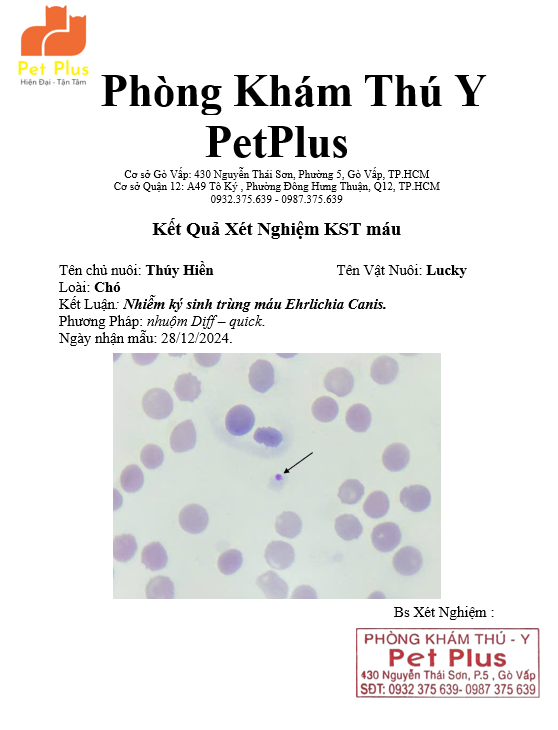 Pet Plus
Hiện Đại - Tận Tâm
Phòng Khám Thú Y
PetPlus
Cơ sở Gò Vấp: 430 Nguyễn Thái Sơn, Phường 5, Gò Vấp, TP.HCM
Cơ sở Quận 12: A49 Tô Ký , Phường Đông Hưng Thuận, Q12, TP.HCM
0932.375.639 - 0987.375.639
Kết Quả Xét Nghiệm KST máu
Tên chủ nuôi: Thúy Hiền Tên Vật Nuôi: Lucky
Loài: Chó
Kết Luận: Nhiễm ký sinh trùng máu Ehrlichia Canis.
Phương Pháp: nhuộm Diff – quick.
Ngày nhận mẫu: 28/12/2024.
Bs Xét Nghiệm :
PHÒNG KHÁM THÚ - Y
Pet Plus
430 Nguyễn Thái Sơn, P.5 , Gò Vấp
SĐT: 0932 375 639- 0987 375 639